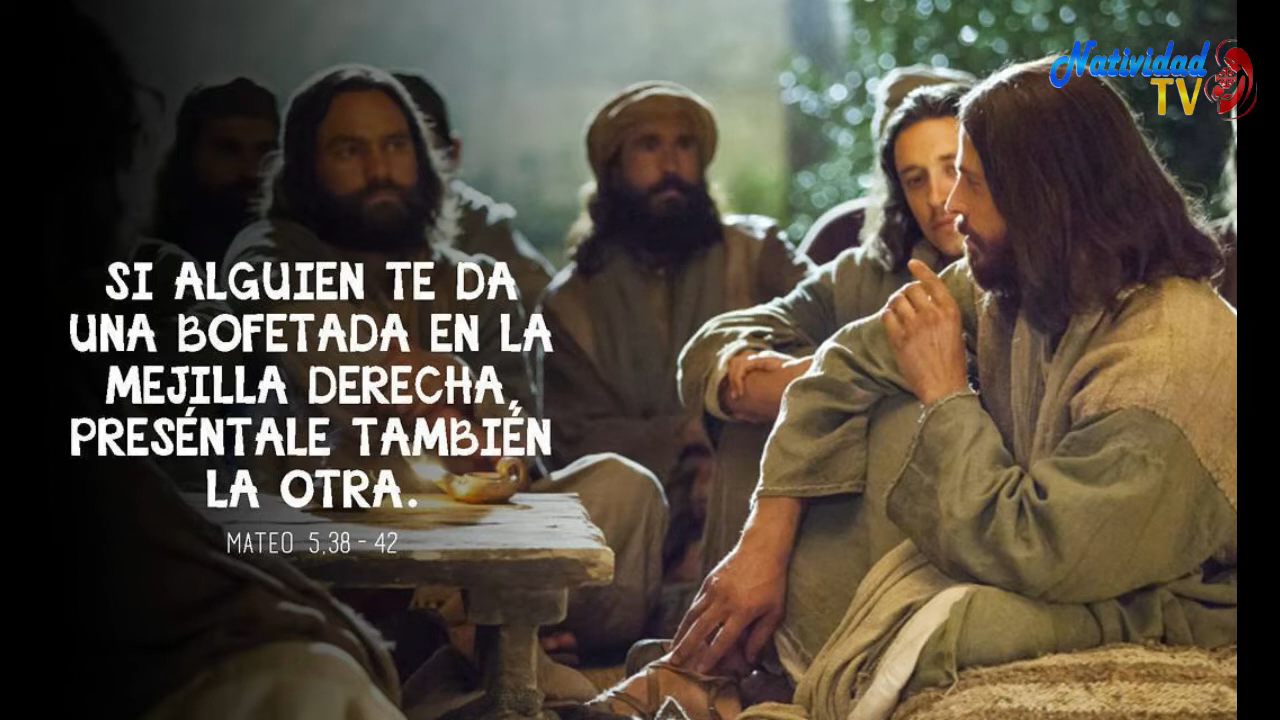 Natividad
TV
SI ALGUIEN TE DA
UNA BOFETADA EN LA
MEJILLA DERECHA,
PRESÉNTALE TAMBIÉN
LA OTRA.
MATEO 5,38 - 42